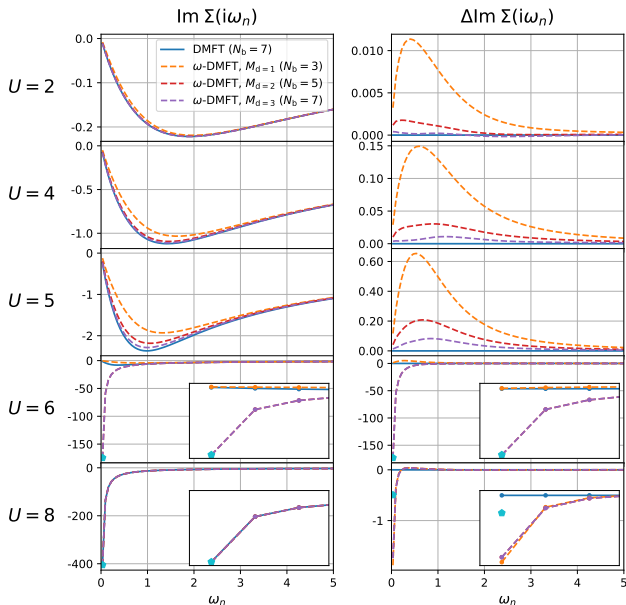 Im Σ(iωn)
ΔIm Σ(iωn)
U = 2
0.0
-0.1
-0.2
DMFT (Nb = 7)
ω-DMFT, Md=1 (Nb = 3)
ω-DMFT, Md=2 (Nb = 5)
ω-DMFT, Md=3 (Nb = 7)
0.010
0.005
0.000
U = 4
0.0
-0.5
-1.0
0.15
0.10
0.05
0.00
U = 5
0
-1
-2
0.60
0.40
0.20
0.00
U = 6
0
-50
-100
-150
0
-50
-100
-150
U = 8
0
-200
-400
0
-1
0 1 2 3 4 5
0 1 2 3 4 5
ωn
ωn